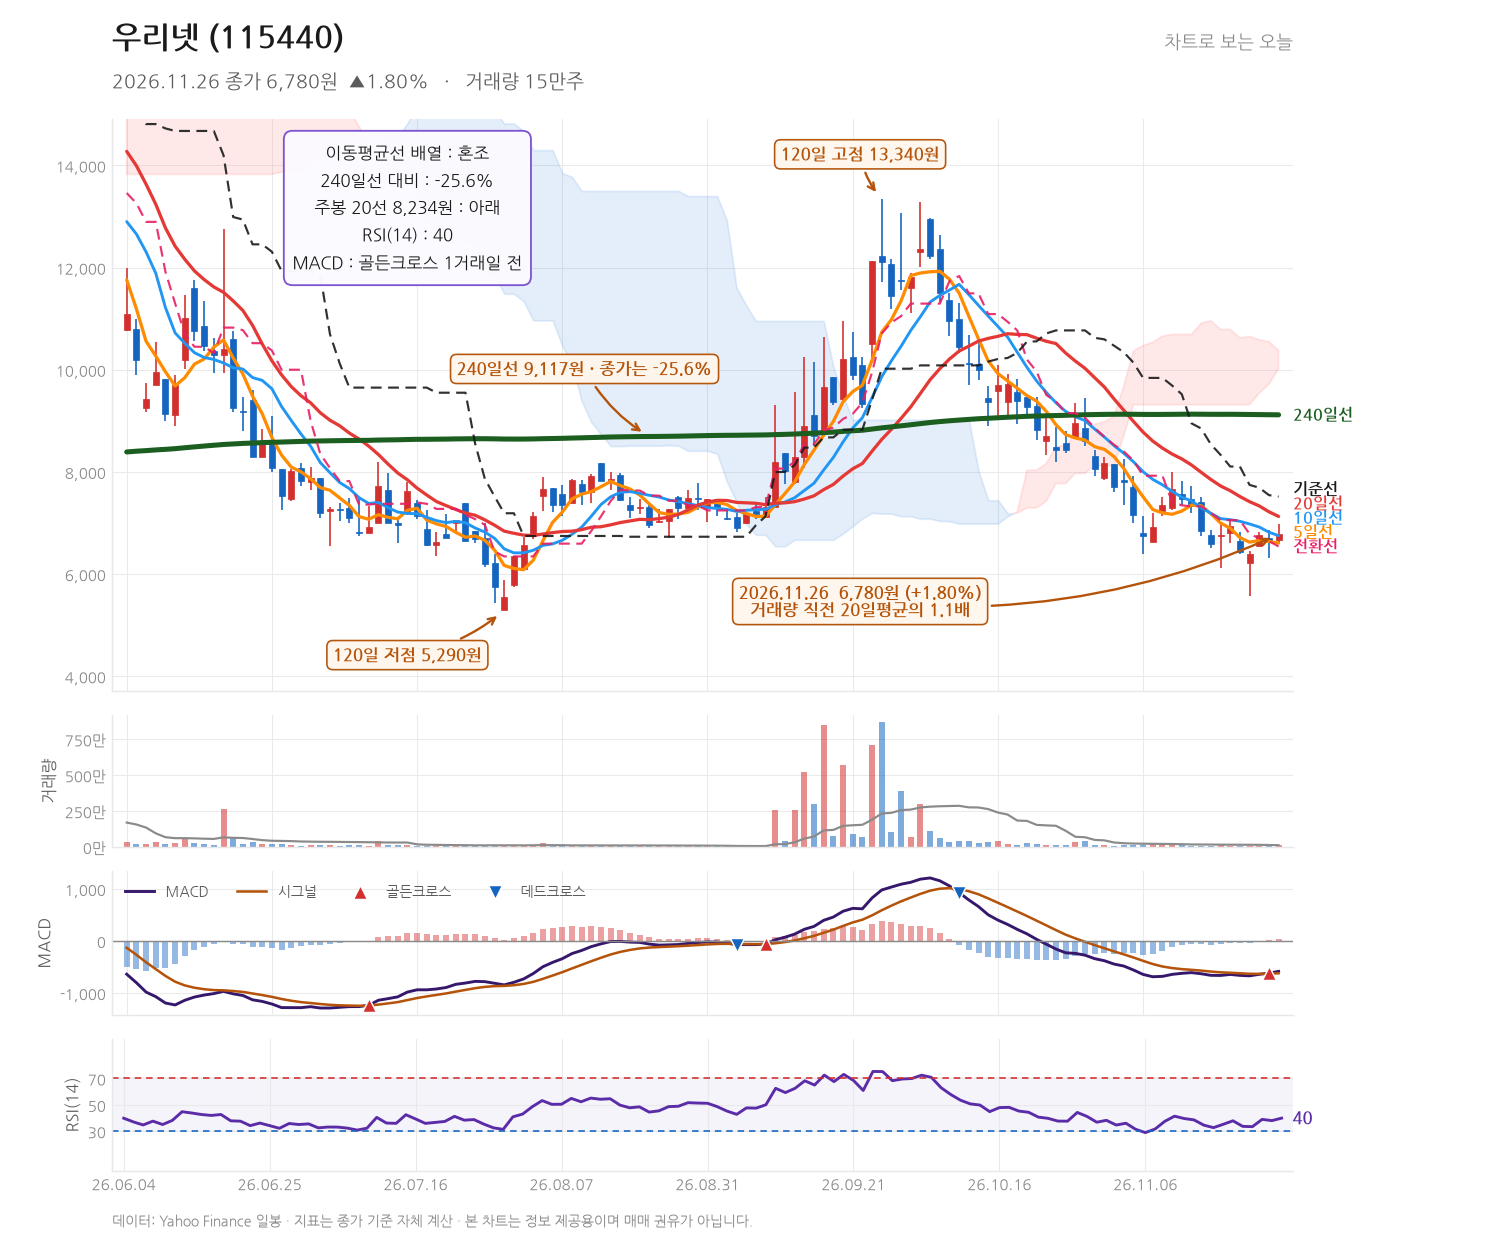 우리넷 (115440)
차트로 보는 오늘
2026.11.26 종가 6,780원 ▲1.80% · 거래량 15만주
이동평균선 배열 : 혼조
240일선 대비 : -25.6%
주봉 20선 8,234원 : 아래
RSI(14) : 40
MACD : 골든크로스 1거래일 전
120일 고점 13,340원
240일선 9,117원 · 종가는 -25.6%
2026.11.26 6,780원 (+1.80%)
거래량 직전 20일평균의 1.1배
120일 저점 5,290원
14,000
12,000
10,000
8,000
6,000
4,000
240일선
기준선
20일선
10일선
5일선
전환선
거래량
750만
500만
250만
0만
MACD
1,000
0
-1,000
MACD
시그널
골든크로스
데드크로스
RSI(14)
70
50
30
40
26.06.04
26.06.25
26.07.16
26.08.07
26.08.31
26.09.21
26.10.16
26.11.06
데이터: Yahoo Finance 일봉 · 지표는 종가 기준 자체 계산 · 본 차트는 정보 제공용이며 매매 권유가 아닙니다.